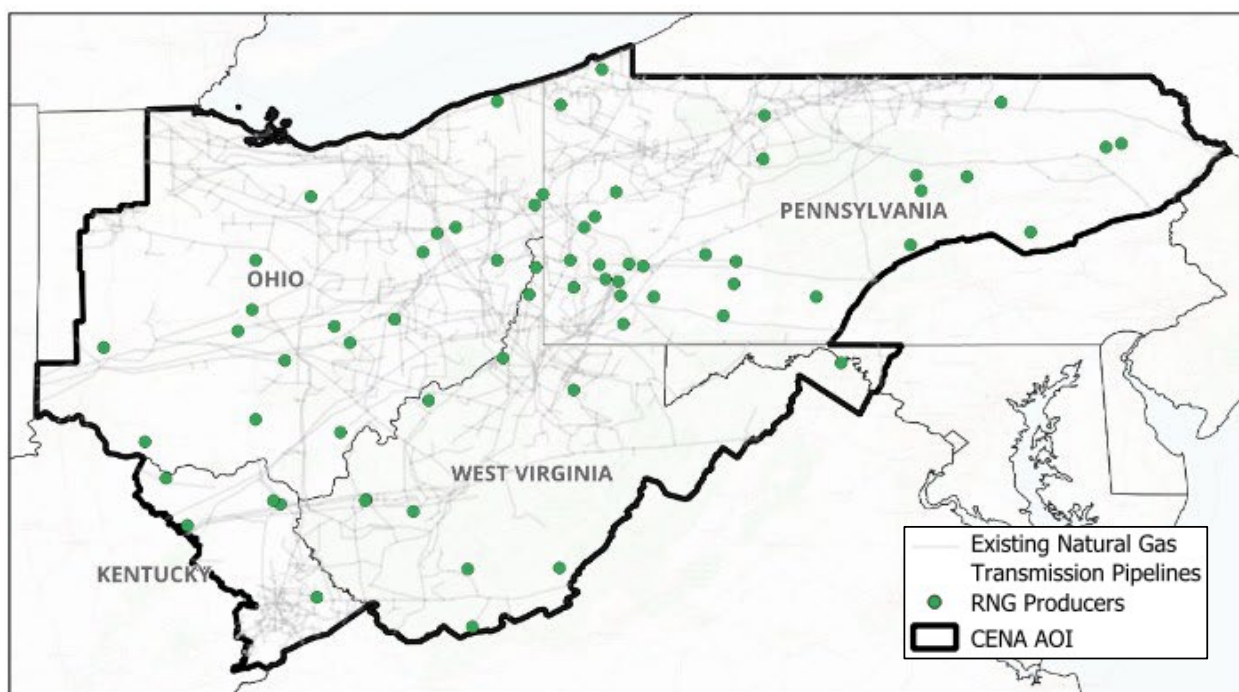 PENNSYLVANIA
OHIO
WEST VIRGINIA
KENTUCKY
Existing Natural Gas
Transmission Pipelines
RNG Producers
CENA AOI